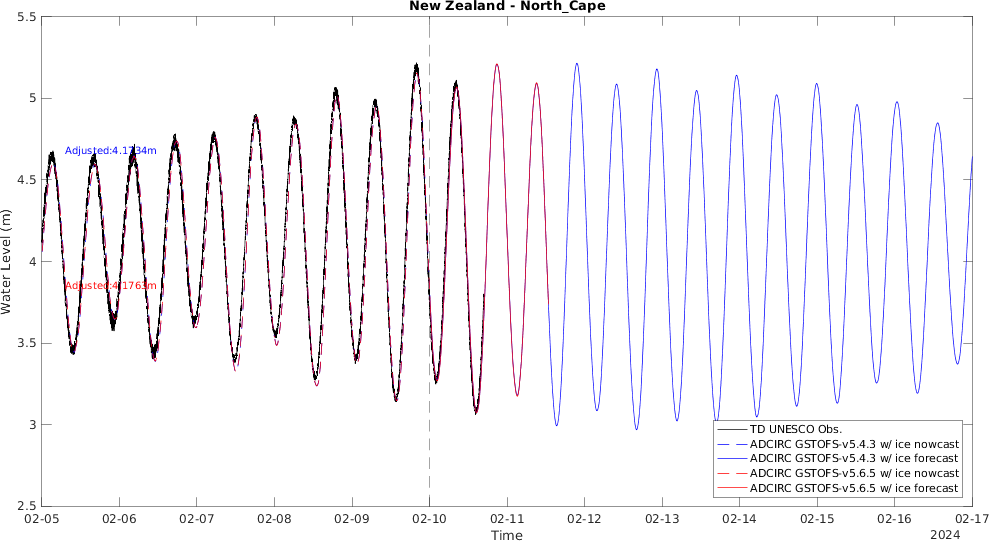 New Zealand - North_Cape
5.5
5
4.5
4
3.5
3
2.5
Water Level (m)
Adjusted:4.1734m
Adjusted:4.1763m
TD UNESCO Obs.
ADCIRC GSTOFS-v5.4.3 w/ ice nowcast
ADCIRC GSTOFS-v5.4.3 w/ ice forecast
ADCIRC GSTOFS-v5.6.5 w/ ice nowcast
ADCIRC GSTOFS-v5.6.5 w/ ice forecast
02-05 02-06 02-07 02-08 02-09 02-10 02-11 02-12 02-13 02-14 02-15 02-16 02-17
Time
2024